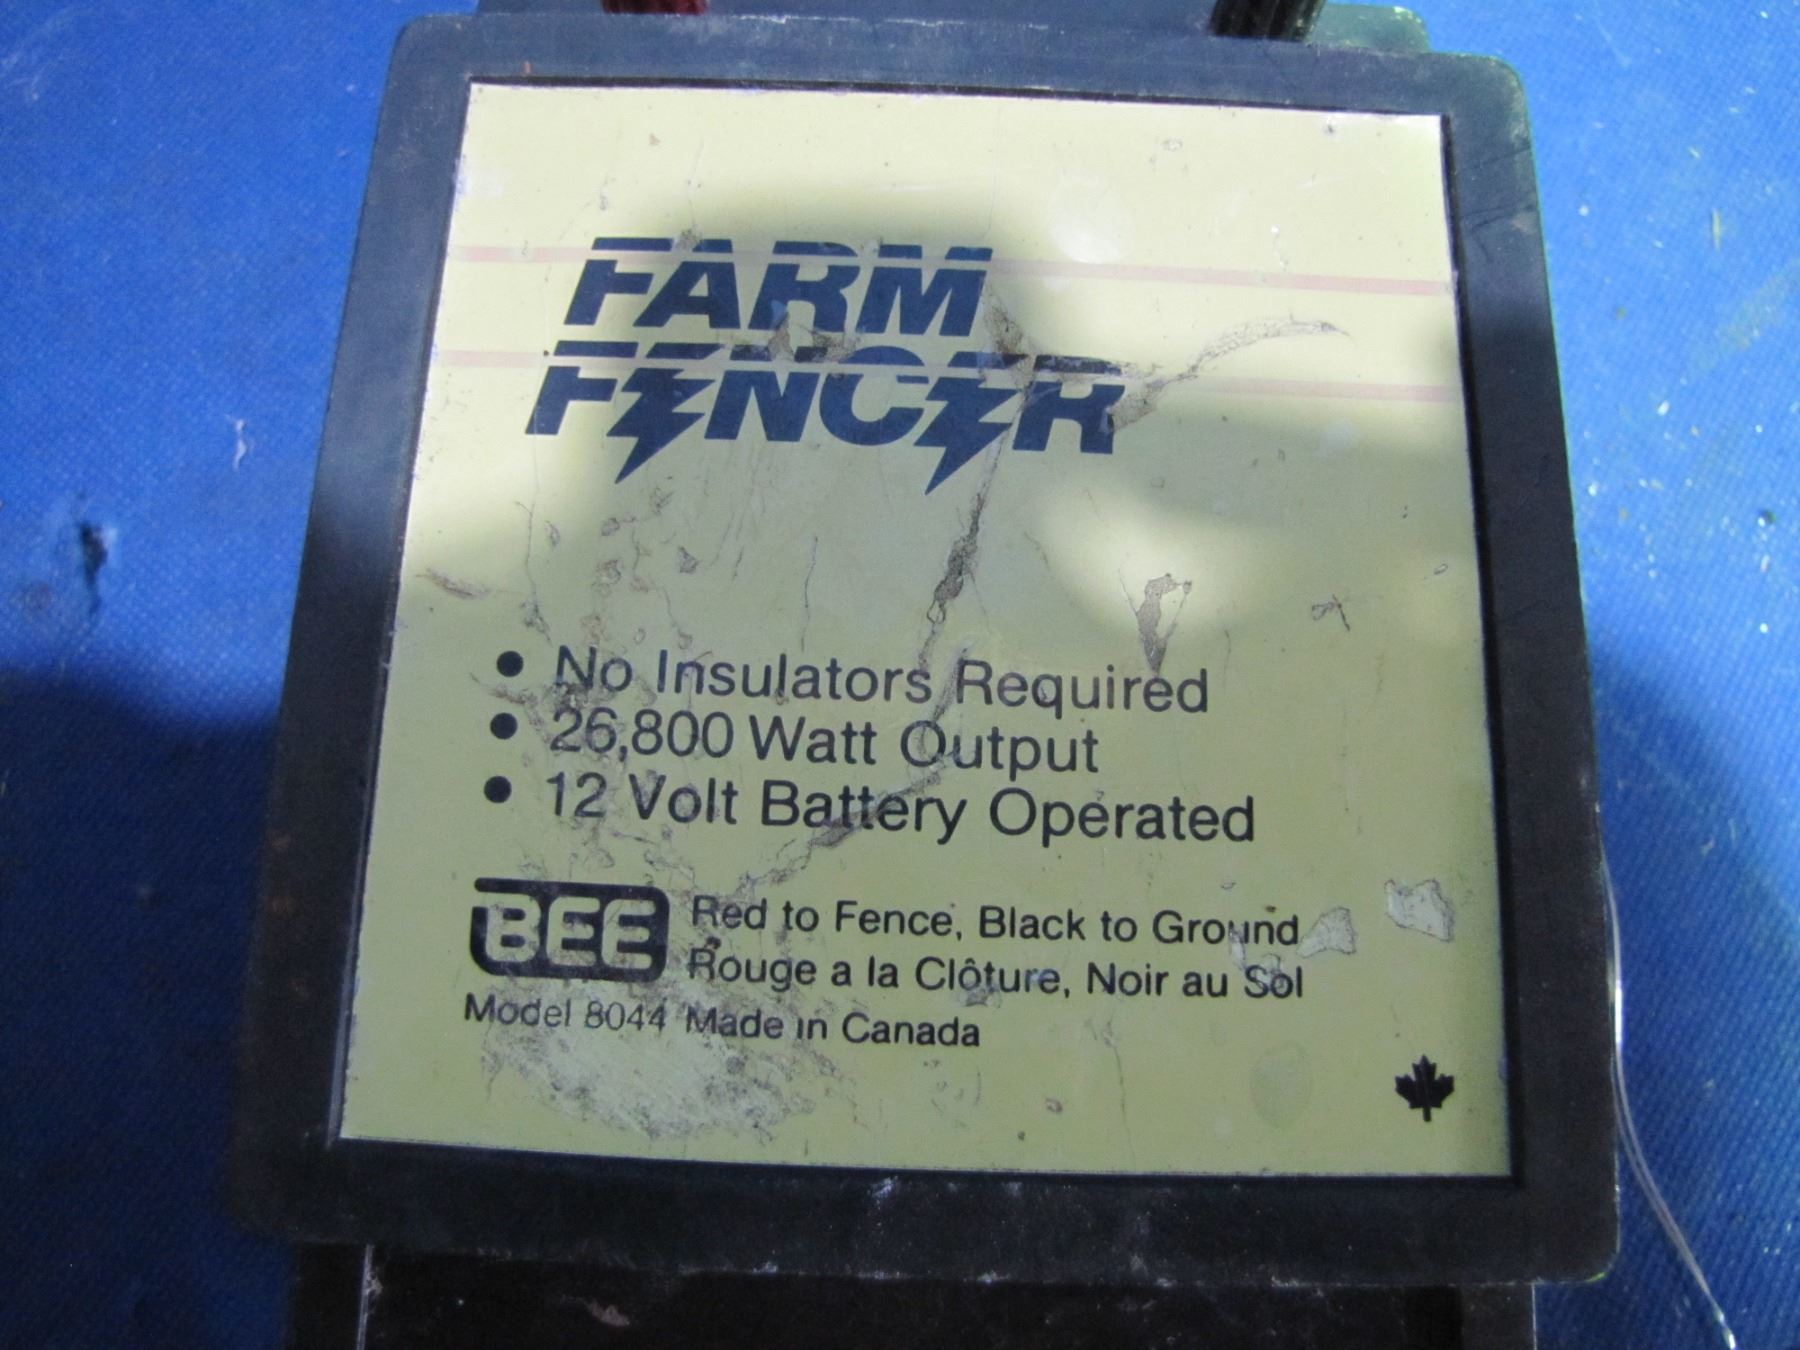 FARM
FENCER
• No Insulators Required
• 26,800 Watt Output
• 12 Volt Battery Operated
BEE
Red to Fence, Black to Ground
Rouge a la Clôture, Noir au Sol
Model 8044 Made in Canada